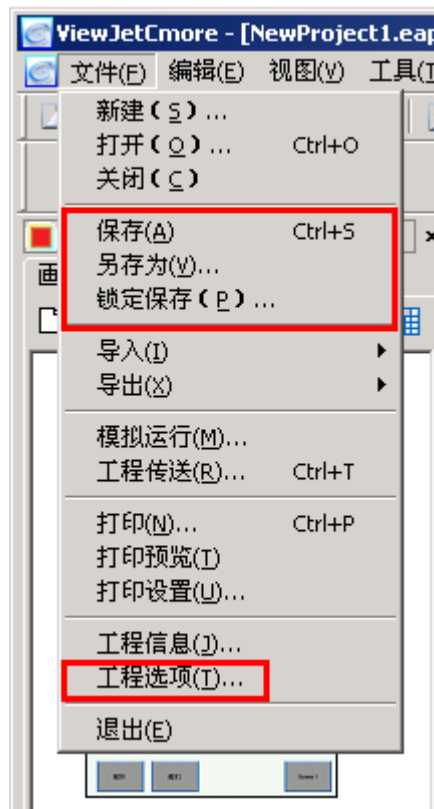 ViewJetCmore - [NewProject1.eap
文件(F) 编辑(E) 视图(V) 工具(T
新建(S)...
打开(O)... Ctrl+O
关闭(C)
保存(A) Ctrl+S
另存为(V)...
锁定保存(P)...
画
导入(I)
导出(X)
模拟运行(M)...
工程传送(R)... Ctrl+T
打印(N)... Ctrl+P
打印预览(T)
打印设置(U)...
工程信息(J)...
工程选项(T)...
退出(E)